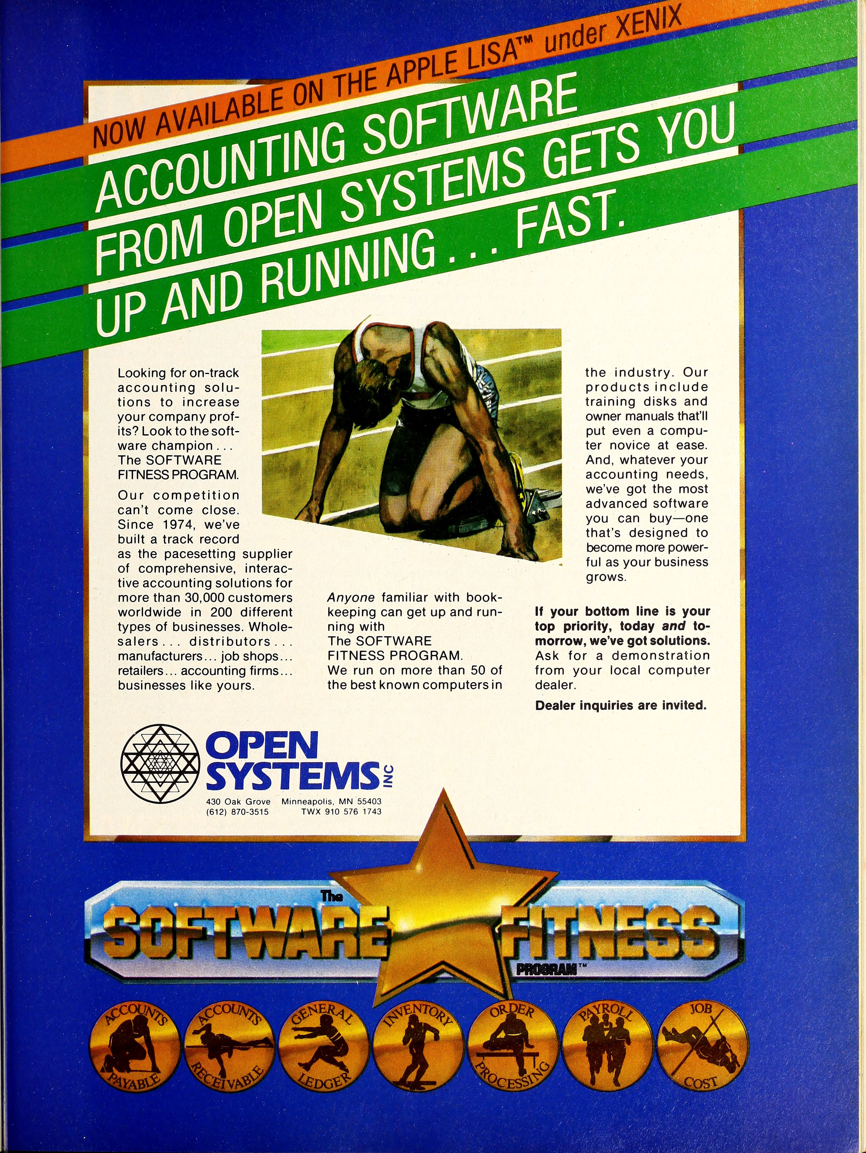 NOW AVAILABLE ON THE APPLE LISA™ under XENIX
ACCOUNTING SOFTWARE
FROM OPEN SYSTEMS GETS YOU
UP AND RUNNING . . . FAST.
Looking for on-track
accounting solu-
tions to increase
your company prof-
its? Look to the soft-
ware champion . . .
The SOFTWARE
FITNESS PROGRAM.
Our competition
can't come close.
Since 1974, we've
built a track record
as the pacesetting supplier
of comprehensive, interac-
tive accounting solutions for
more than 30,000 customers
worldwide in 200 different
types of businesses. Whole-
salers . . . distributors . . .
manufacturers . . . job shops . . .
retailers . . . accounting firms . . .
businesses like yours.
Anyone familiar with book-
keeping can get up and run-
ning with
The SOFTWARE
FITNESS PROGRAM.
We run on more than 50 of
the best known computers in
the industry. Our
products include
training disks and
owner manuals that'll
put even a compu-
ter novice at ease.
And, whatever your
accounting needs,
we've got the most
advanced software
you can buy—one
that's designed to
become more power-
ful as your business
grows.
If your bottom line is your
top priority, today and to-
morrow, we've got solutions.
Ask for a demonstration
from your local computer
dealer.
Dealer inquiries are invited.
OPEN
SYSTEMS INC
430 Oak Grove Minneapolis, MN 55403
(612) 870-3515 TWX 910 576 1743
The
SOFTWARE FITNESS
PROGRAM™
ACCOUNTS PAYABLE
ACCOUNTS RECEIVABLE
GENERAL LEDGER
INVENTORY
ORDER PROCESSING
PAYROLL
JOB COST